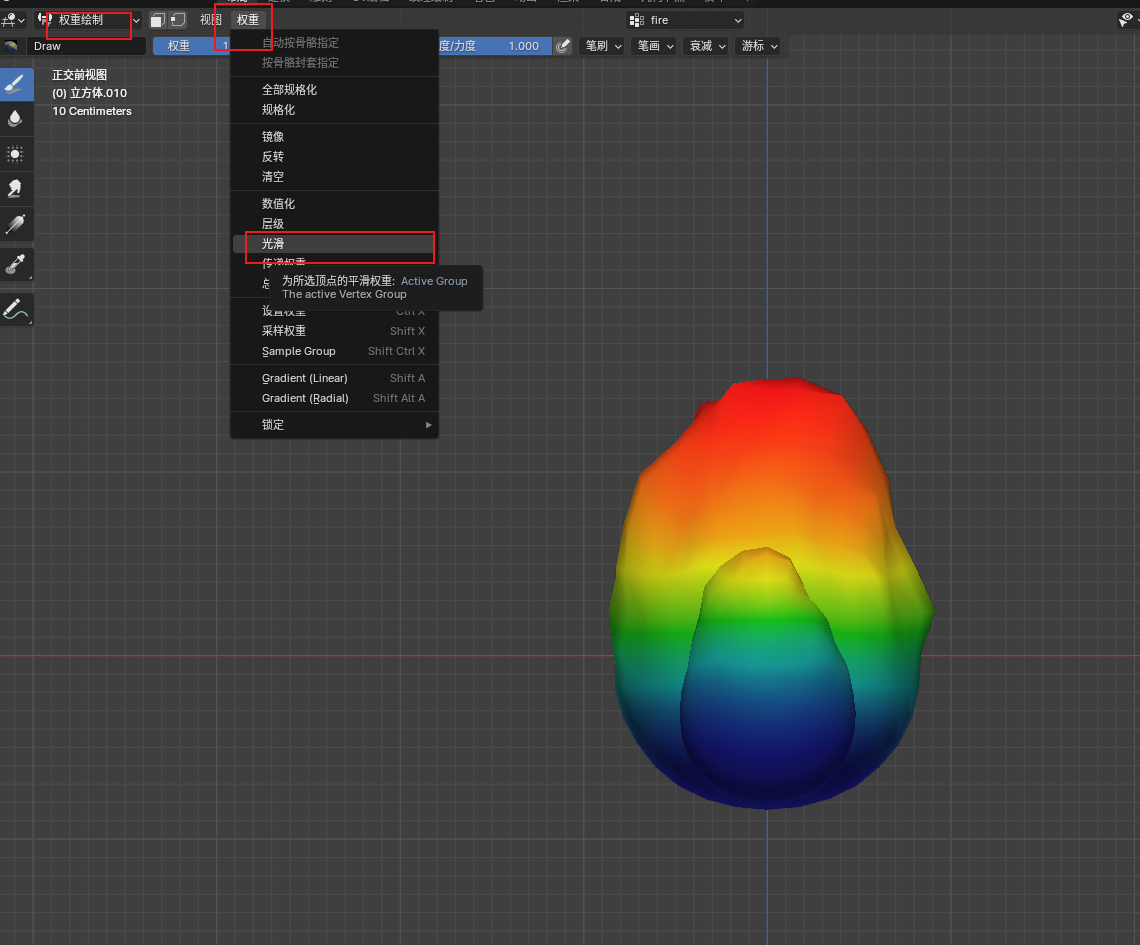 权重绘制
视图
权重
fire
Draw
权重
度/力度
1.000
笔刷
笔画
衰减
游标
正交前视图
(0) 立方体.010
10 Centimeters
自动按骨骼指定
按骨骼封套指定
全部规格化
规格化
镜像
反转
清空
数值化
层级
光滑
传递权重
为所选顶点的平滑权重: Active Group
The active Vertex Group
设置权重 Ctrl X
采样权重 Shift X
Sample Group Shift Ctrl X
Gradient (Linear) Shift A
Gradient (Radial) Shift Alt A
锁定